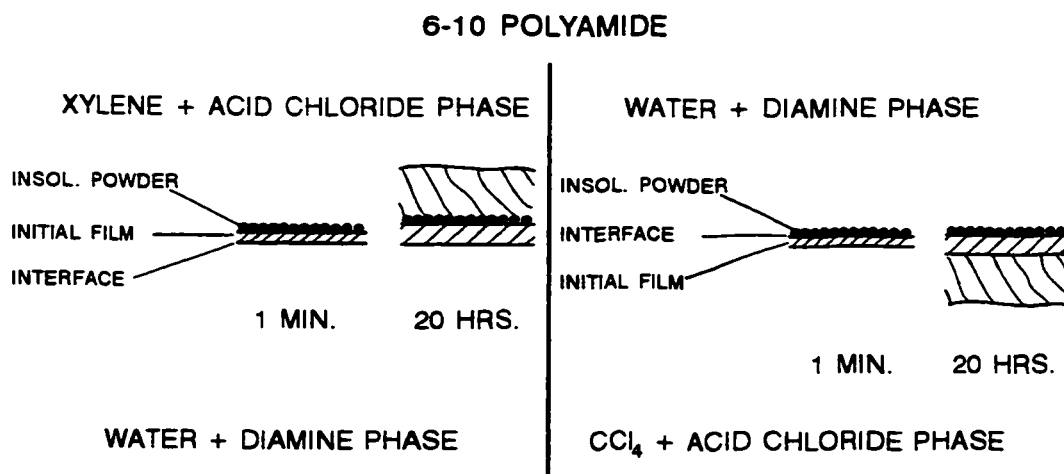 6-10 POLYAMIDE
XYLENE + ACID CHLORIDE PHASE
INSOL. POWDER
INITIAL FILM
INTERFACE
1 MIN.
20 HRS.
WATER + DIAMINE PHASE
WATER + DIAMINE PHASE
INSOL. POWDER
INTERFACE
INITIAL FILM
1 MIN.
20 HRS.
CCl₄ + ACID CHLORIDE PHASE